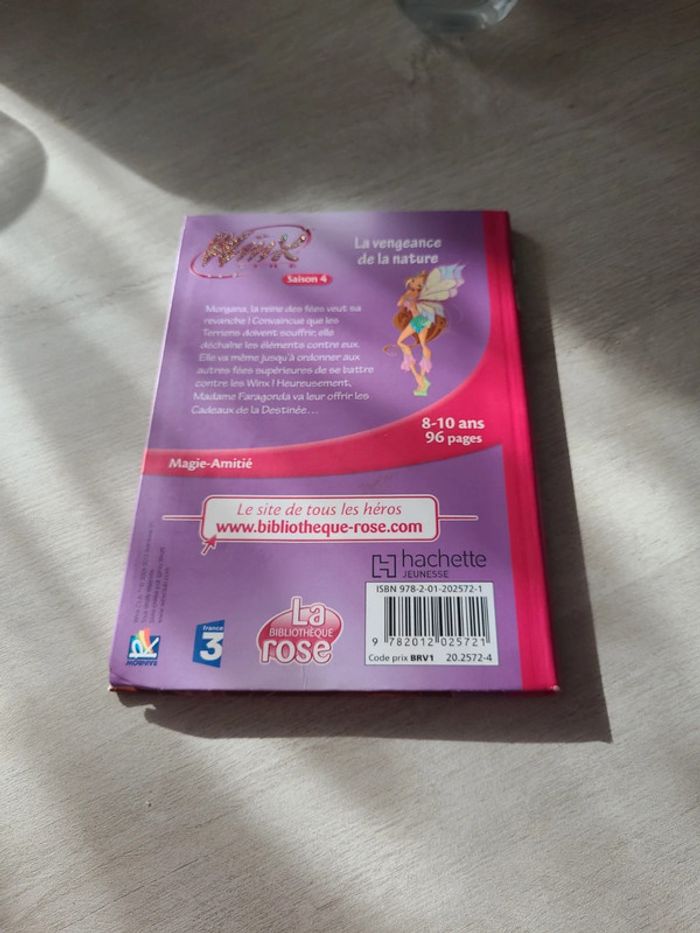 Winx
CLUB
La vengeance
de la nature
Saison 4
Morgana, la reine des fées veut sa
revanche ! Convaincue que les
Terriens doivent souffrir, elle
déchaîne les éléments contre eux.
Elle va même jusqu'à ordonner aux
autres fées supérieures de se battre
contre les Winx ! Heureusement,
Madame Faragonda va leur offrir les
Cadeaux de la Destinée...
8-10 ans
96 pages
Magie-Amitié
Le site de tous les héros
www.bibliotheque-rose.com
hachette
JEUNESSE
ISBN 978-2-01-202572-1
9 782012 025721
Code prix BRV1 20.2572-4
La
BIBLIOTHÈQUE
rose
france
3